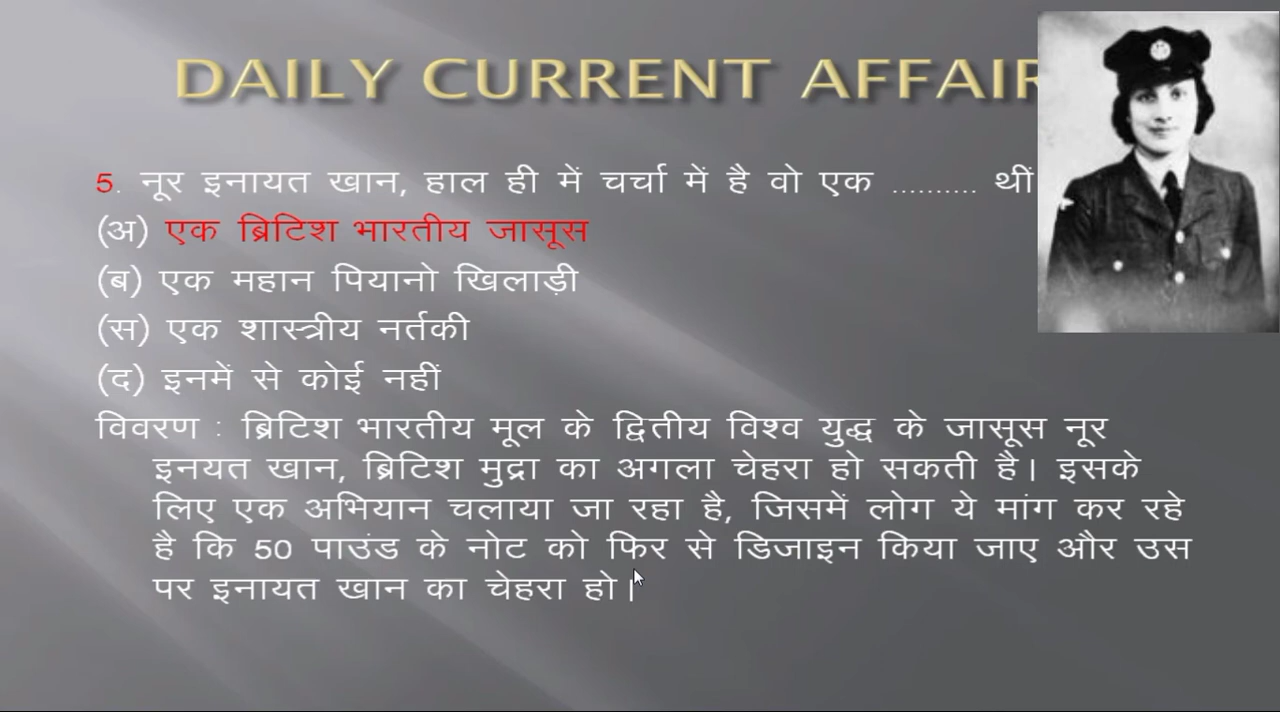 DAILY CURRENT AFFAIR
5. नूर इनायत खान, हाल ही में चर्चा में है वो एक .......... थीं
(अ) एक ब्रिटिश भारतीय जासूस
(ब) एक महान पियानो खिलाड़ी
(स) एक शास्त्रीय नर्तकी
(द) इनमें से कोई नहीं
विवरण : ब्रिटिश भारतीय मूल के द्वितीय विश्व युद्ध के जासूस नूर
इनयत खान, ब्रिटिश मुद्रा का अगला चेहरा हो सकती है। इसके
लिए एक अभियान चलाया जा रहा है, जिसमें लोग ये मांग कर रहे
है कि 50 पाउंड के नोट को फिर से डिजाइन किया जाए और उस
पर इनायत खान का चेहरा हो।